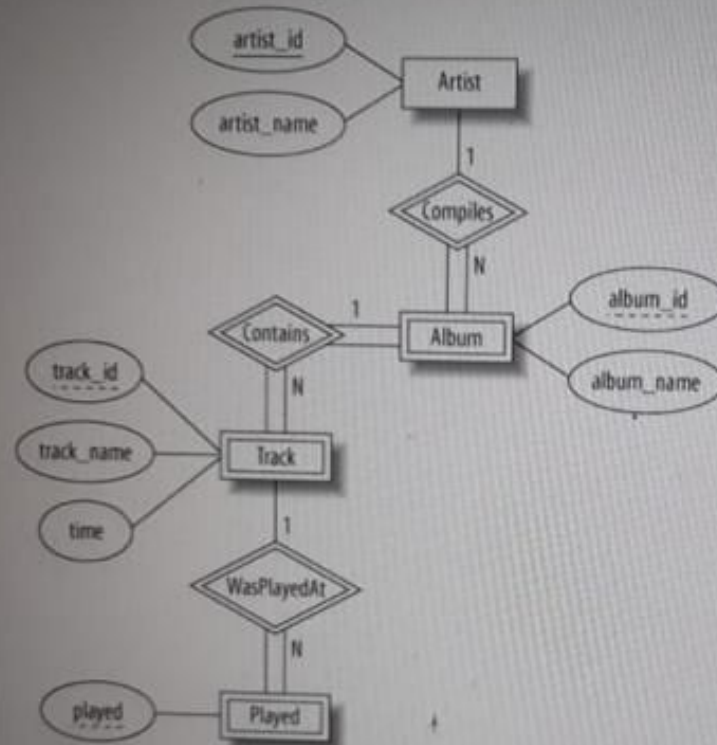 artist_id
Artist
artist_name
1
Compiles
N
album_id
1
Contains
Album
track_id
N
album_name
track_name
Track
time
1
WasPlayedAt
N
played
Played